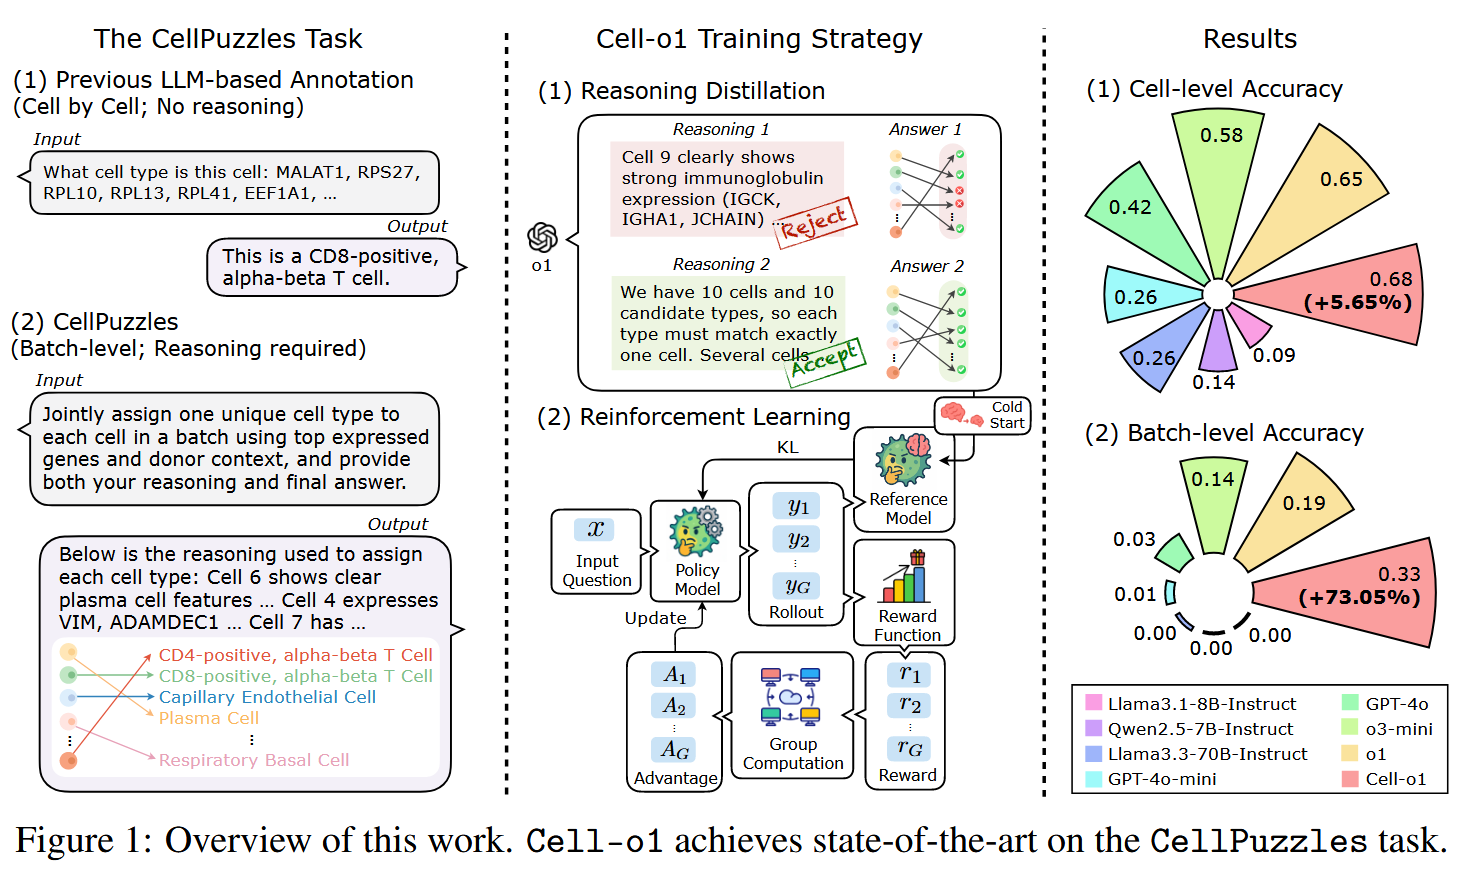 The CellPuzzles Task
(1) Previous LLM-based Annotation
(Cell by Cell; No reasoning)
Input
What cell type is this cell: MALAT1, RPS27,
RPL10, RPL13, RPL41, EEF1A1, ...
Output
This is a CD8-positive,
alpha-beta T cell.
(2) CellPuzzles
(Batch-level; Reasoning required)
Input
Jointly assign one unique cell type to
each cell in a batch using top expressed
genes and donor context, and provide
both your reasoning and final answer.
Output
Below is the reasoning used to assign
each cell type: Cell 6 shows clear
plasma cell features ... Cell 4 expresses
VIM, ADAMDEC1 ... Cell 7 has ...
CD4-positive, alpha-beta T Cell
CD8-positive, alpha-beta T Cell
Capillary Endothelial Cell
Plasma Cell
⋮
⋮
Respiratory Basal Cell
Cell-o1 Training Strategy
(1) Reasoning Distillation
o1
Reasoning 1
Cell 9 clearly shows
strong immunoglobulin
expression (IGCK,
IGHA1, JCHAIN) ...
Reject
Answer 1
⋮
⋮
Reasoning 2
We have 10 cells and 10
candidate types, so each
type must match exactly
one cell. Several cells
Accept
Answer 2
⋮
⋮
(2) Reinforcement Learning
Cold
Start
KL
x
Input
Question
Policy
Model
y1
y2
⋮
yG
Rollout
Reference
Model
Reward
Function
Update
A1
A2
⋮
AG
Advantage
Group
Computation
r1
r2
⋮
rG
Reward
Results
(1) Cell-level Accuracy
0.58
0.65
0.42
0.68
(+5.65%)
0.26
0.26
0.14
0.09
(2) Batch-level Accuracy
0.14
0.19
0.03
0.33
(+73.05%)
0.01
0.00
0.00
0.00
Llama3.1-8B-Instruct
Qwen2.5-7B-Instruct
Llama3.3-70B-Instruct
GPT-4o-mini
GPT-4o
o3-mini
o1
Cell-o1
Figure 1: Overview of this work. Cell-o1 achieves state-of-the-art on the CellPuzzles task.